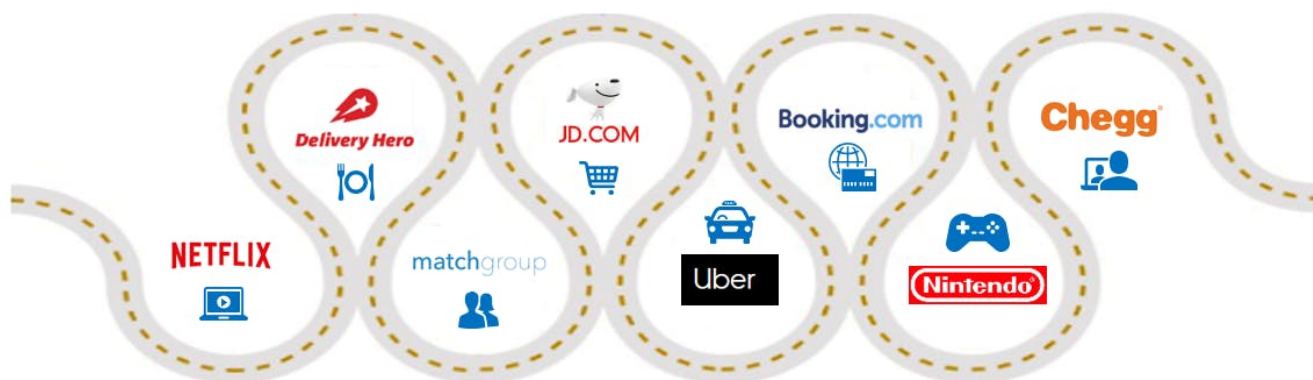 NETFLIX
Delivery Hero
matchgroup
JD.COM
Uber
Booking.com
Nintendo®
Chegg®